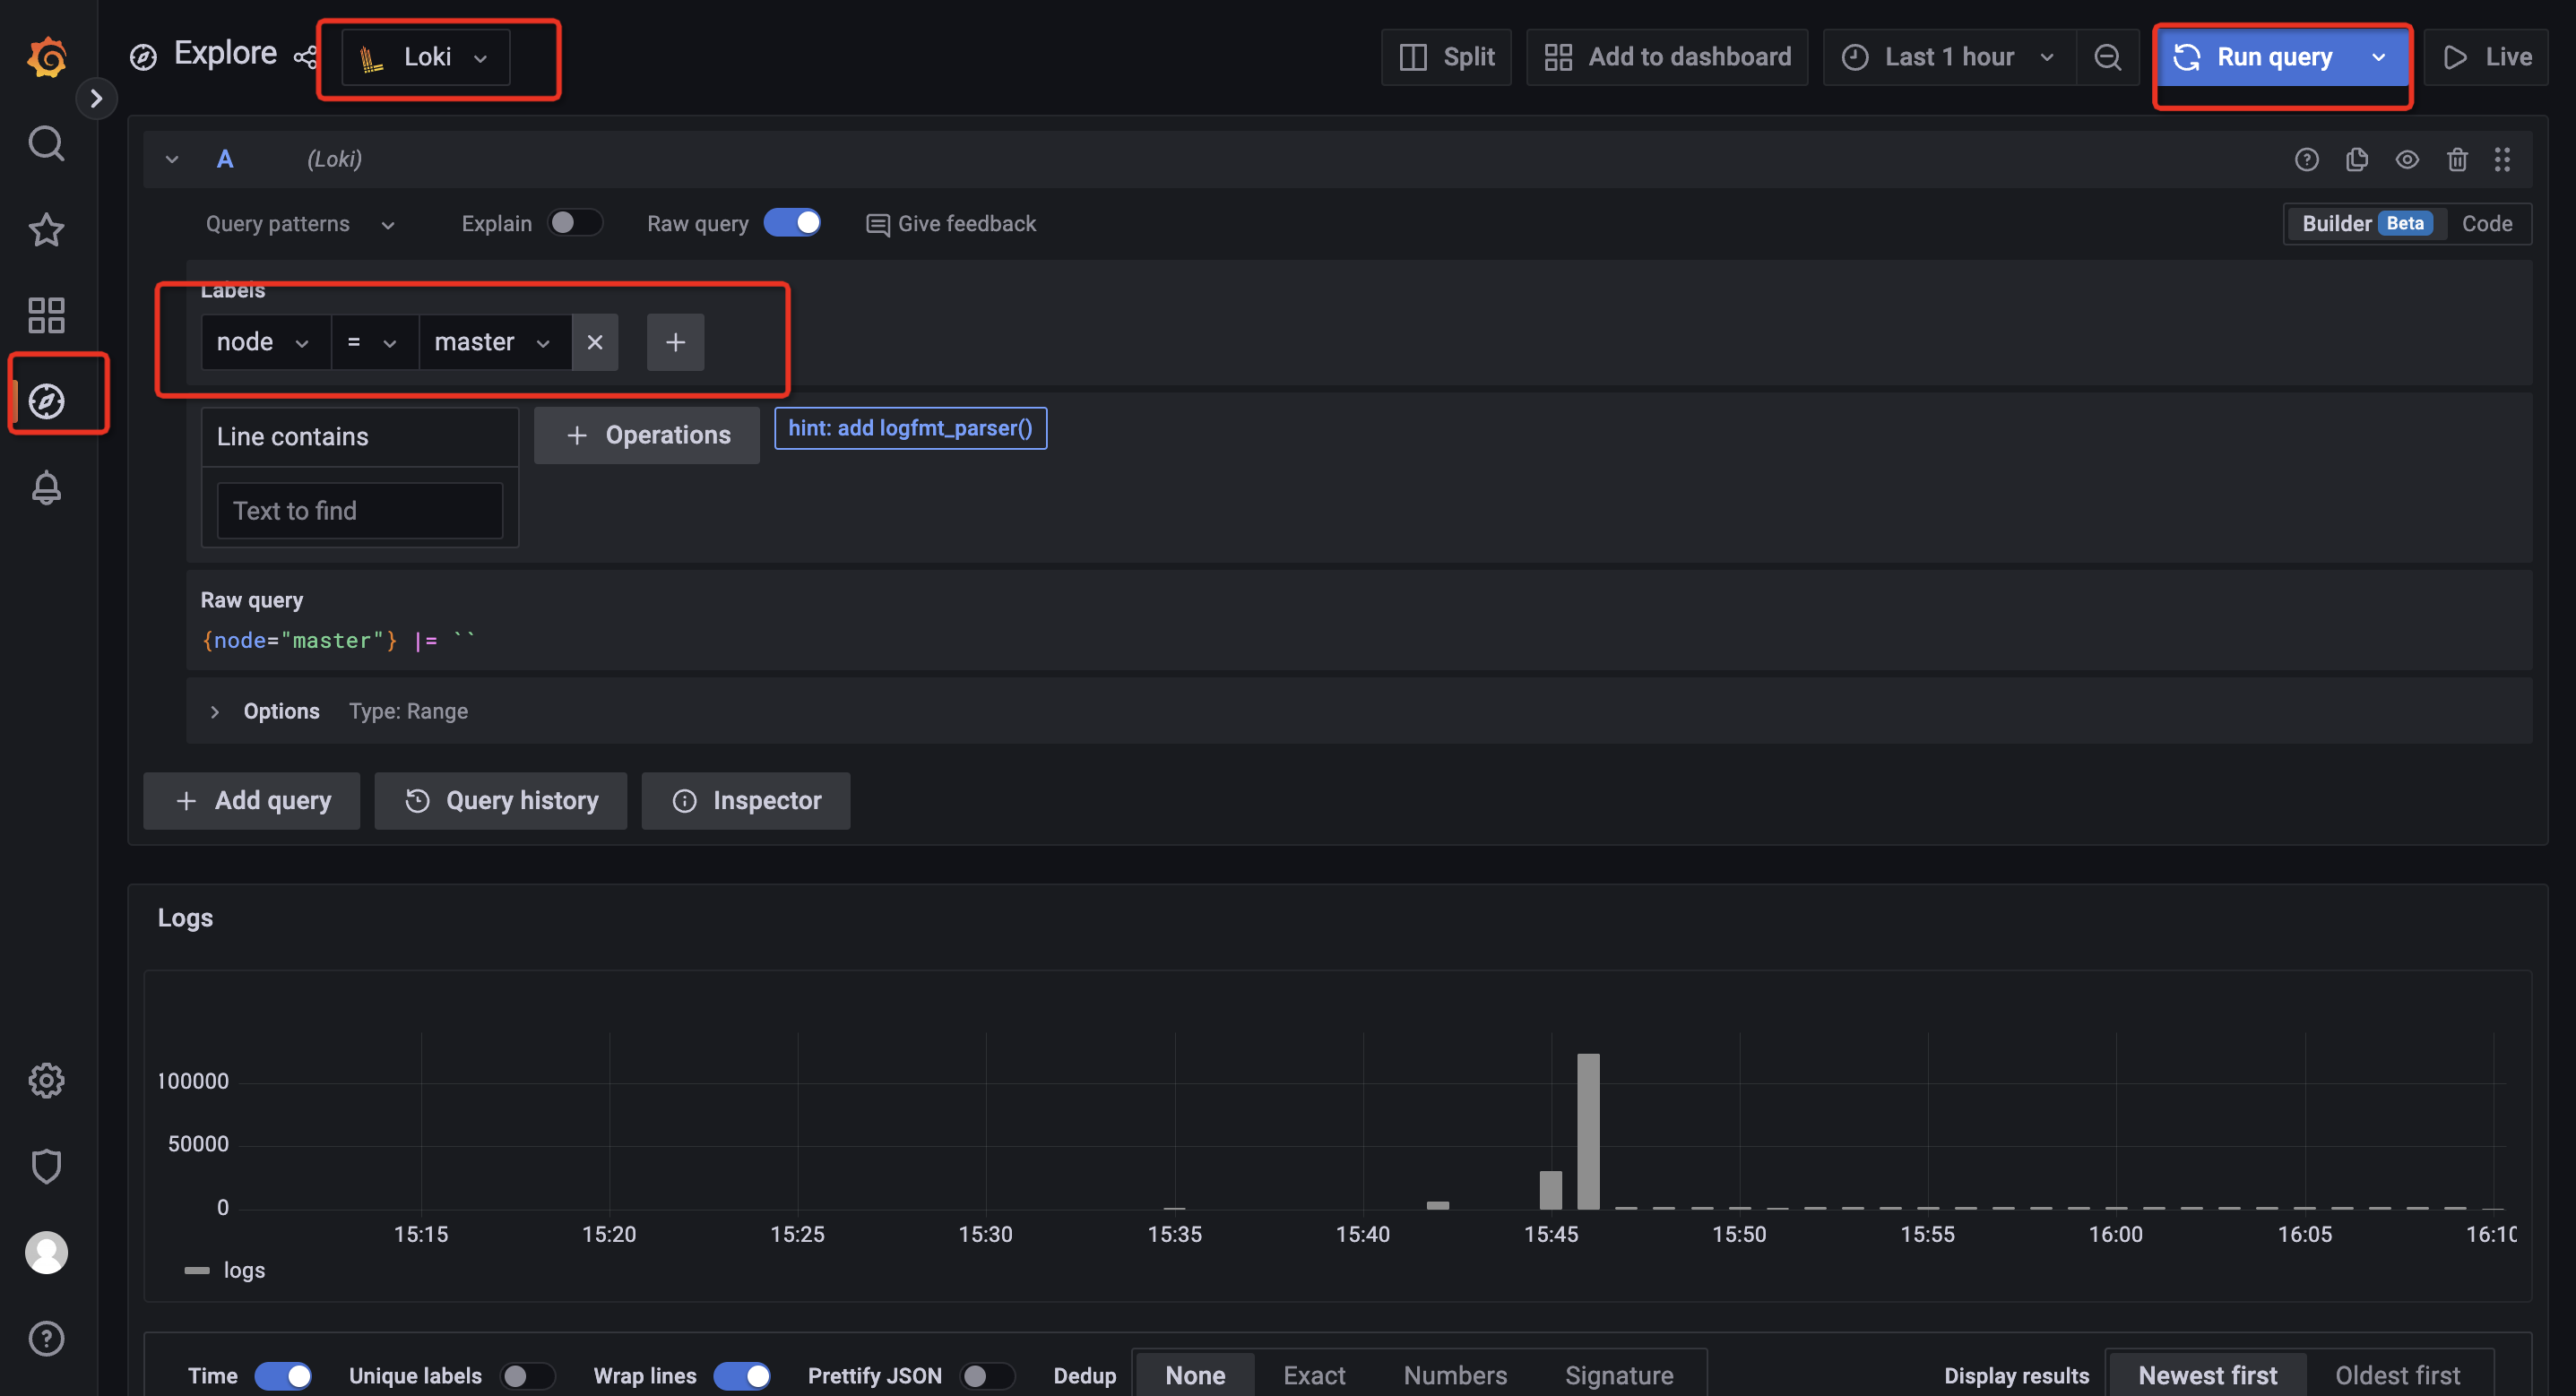 Explore Loki Split Add to dashboard Last 1 hour Run query Live
A (Loki)
Query patterns Explain Raw query Give feedback Builder Beta Code
Labels
node = master
Line contains Operations hint: add logfmt_parser()
Text to find
Raw query
{node="master"} |= ``
Options Type: Range
Add query Query history Inspector
Logs
100000
50000
0
15:15 15:20 15:25 15:30 15:35 15:40 15:45 15:50 15:55 16:00 16:05 16:10
logs
Time Unique labels Wrap lines Prettify JSON Dedup None Exact Numbers Signature Display results Newest first Oldest first